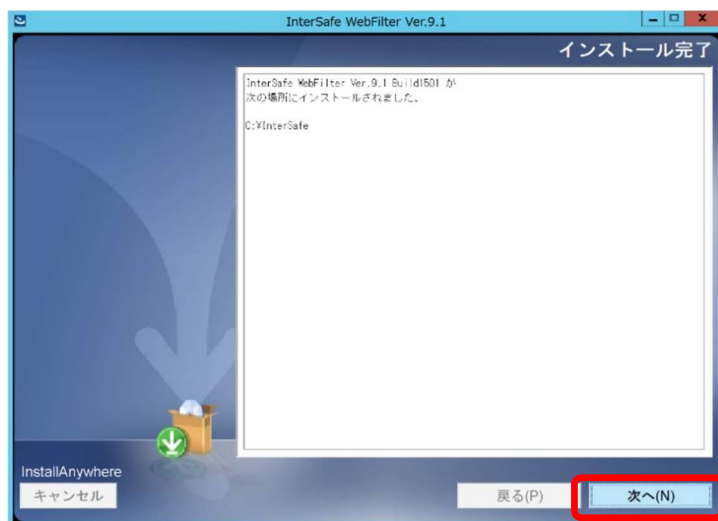 InterSafe WebFilter Ver.9.1
インストール完了
InterSafe WebFilter Ver.9.1 Build1501 が
次の場所にインストールされました。
C:¥InterSafe
InstallAnywhere
キャンセル
戻る(P)
次へ(N)